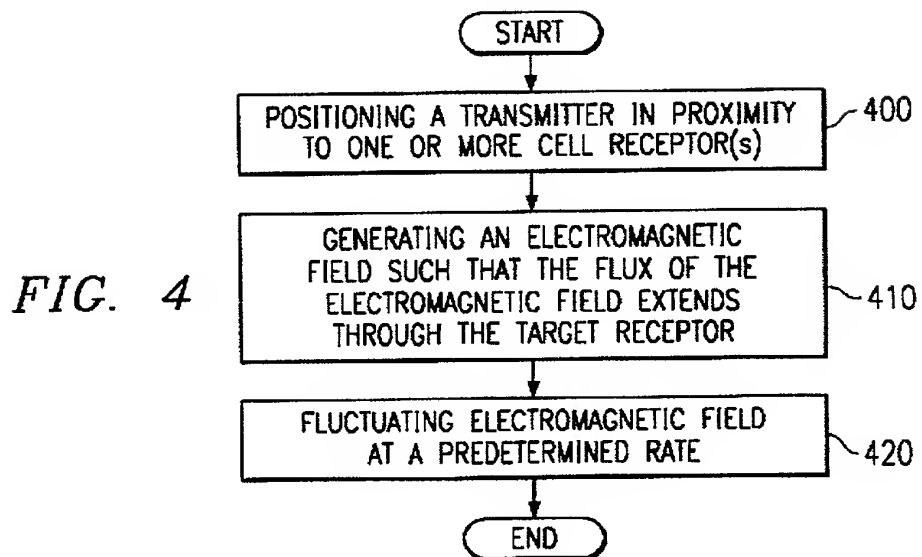 START
POSITIONING A TRANSMITTER IN PROXIMITY
TO ONE OR MORE CELL RECEPTOR(s)
400
GENERATING AN ELECTROMAGNETIC
FIELD SUCH THAT THE FLUX OF THE
ELECTROMAGNETIC FIELD EXTENDS
THROUGH THE TARGET RECEPTOR
410
FIG. 4
FLUCTUATING ELECTROMAGNETIC FIELD
AT A PREDETERMINED RATE
420
END